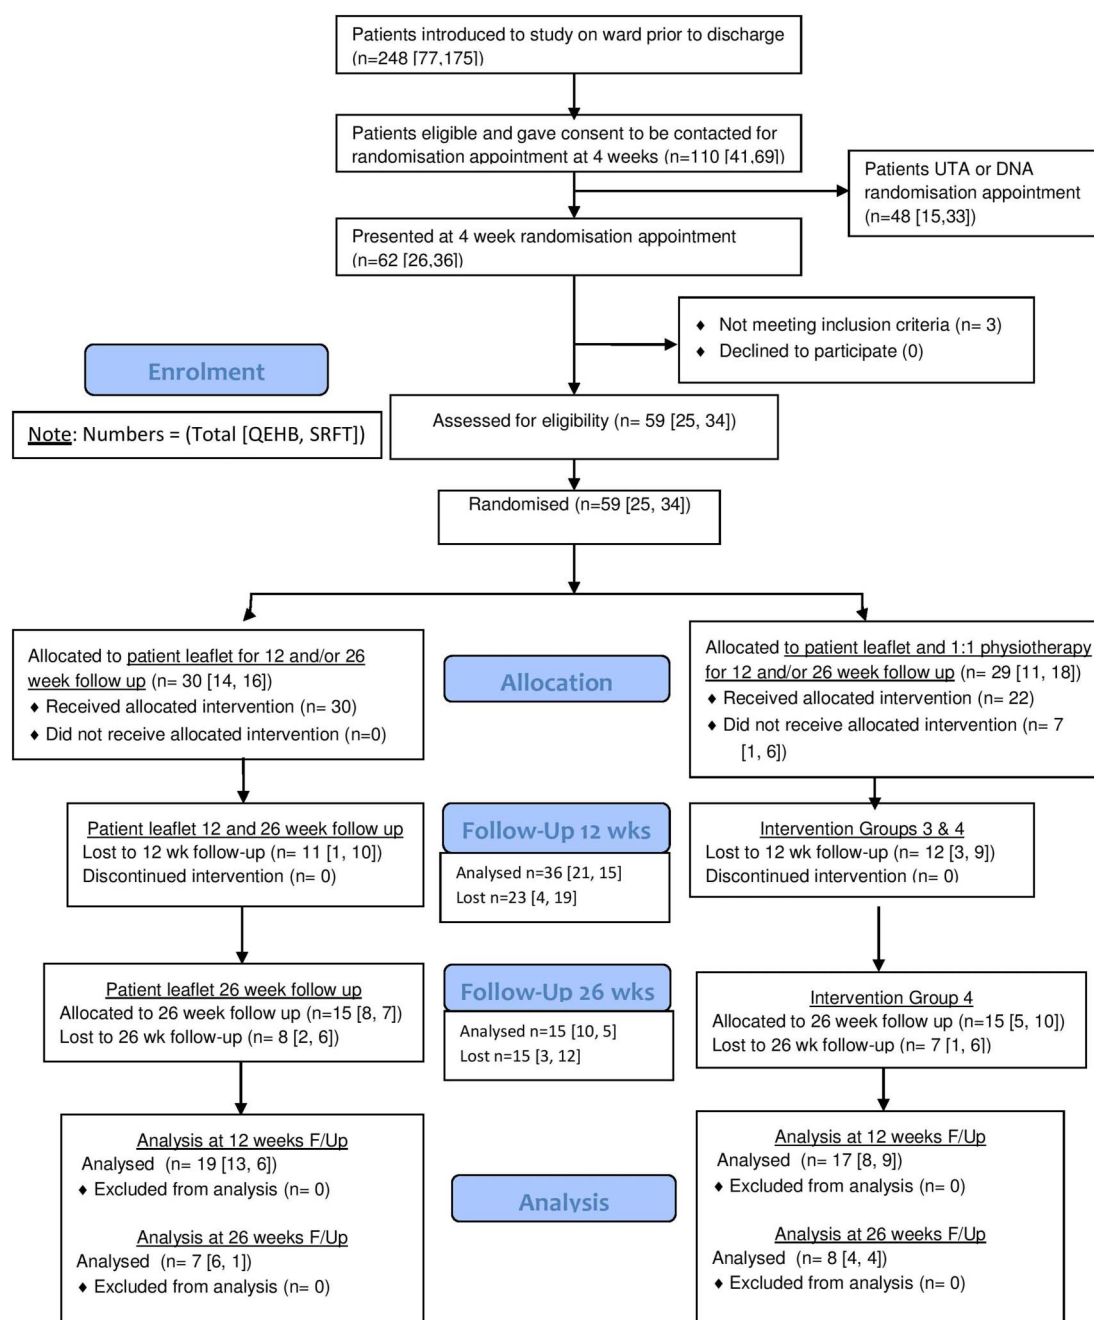 Patients introduced to study on ward prior to discharge
(n=248 [77,175])
Patients eligible and gave consent to be contacted for
randomisation appointment at 4 weeks (n=110 [41,69])
Patients UTA or DNA
randomisation appointment
(n=48 [15,33])
Presented at 4 week randomisation appointment
(n=62 [26,36])
♦ Not meeting inclusion criteria (n= 3)
♦ Declined to participate (0)
Enrolment
Note: Numbers = (Total [QEHB, SRFT])
Assessed for eligibility (n= 59 [25, 34])
Randomised (n=59 [25, 34])
Allocated to patient leaflet for 12 and/or 26
week follow up (n= 30 [14, 16])
♦ Received allocated intervention (n= 30)
♦ Did not receive allocated intervention (n=0)
Allocation
Allocated to patient leaflet and 1:1 physiotherapy
for 12 and/or 26 week follow up (n= 29 [11, 18])
♦ Received allocated intervention (n= 22)
♦ Did not receive allocated intervention (n= 7
[1, 6])
Patient leaflet 12 and 26 week follow up
Lost to 12 wk follow-up (n= 11 [1, 10])
Discontinued intervention (n= 0)
Follow-Up 12 wks
Analysed n=36 [21, 15]
Lost n=23 [4, 19]
Intervention Groups 3 & 4
Lost to 12 wk follow-up (n= 12 [3, 9])
Discontinued intervention (n= 0)
Patient leaflet 26 week follow up
Allocated to 26 week follow up (n=15 [8, 7])
Lost to 26 wk follow-up (n= 8 [2, 6])
Follow-Up 26 wks
Analysed n=15 [10, 5]
Lost n=15 [3, 12]
Intervention Group 4
Allocated to 26 week follow up (n=15 [5, 10])
Lost to 26 wk follow-up (n= 7 [1, 6])
Analysis at 12 weeks F/Up
Analysed (n= 19 [13, 6])
♦ Excluded from analysis (n= 0)
Analysis at 26 weeks F/Up
Analysed (n= 7 [6, 1])
♦ Excluded from analysis (n= 0)
Analysis
Analysis at 12 weeks F/Up
Analysed (n= 17 [8, 9])
♦ Excluded from analysis (n= 0)
Analysis at 26 weeks F/Up
Analysed (n= 8 [4, 4])
♦ Excluded from analysis (n= 0)